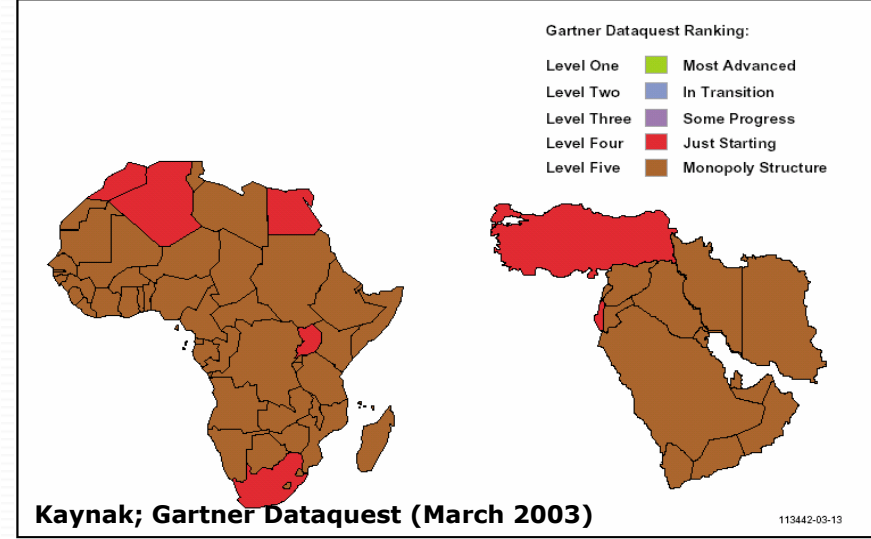 Gartner Dataquest Ranking:
Level One Most Advanced
Level Two In Transition
Level Three Some Progress
Level Four Just Starting
Level Five Monopoly Structure
Kaynak; Gartner Dataquest (March 2003)
113442-03-13